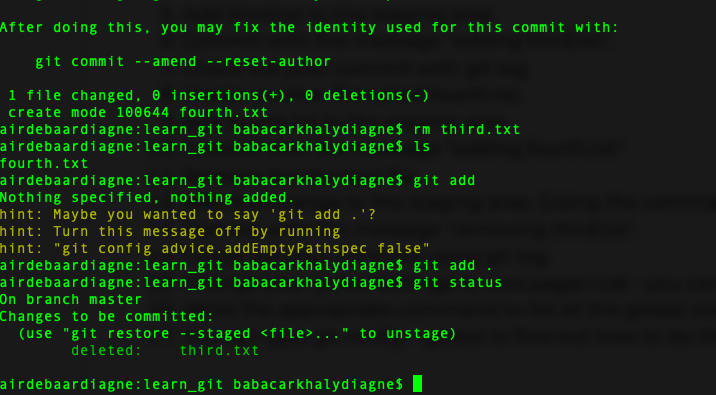 After doing this, you may fix the identity used for this commit with:
git commit --amend --reset-author
1 file changed, 0 insertions(+), 0 deletions(-)
create mode 100644 fourth.txt
airdebaardiagne:learn_git babacarkhalydiagne$ rm third.txt
airdebaardiagne:learn_git babacarkhalydiagne$ ls
fourth.txt
airdebaardiagne:learn_git babacarkhalydiagne$ git add
Nothing specified, nothing added.
hint: Maybe you wanted to say 'git add .'?
hint: Turn this message off by running
hint: "git config advice.addEmptyPathspec false"
airdebaardiagne:learn_git babacarkhalydiagne$ git add .
airdebaardiagne:learn_git babacarkhalydiagne$ git status
On branch master
Changes to be committed:
(use "git restore --staged <file>..." to unstage)
deleted:    third.txt
airdebaardiagne:learn_git babacarkhalydiagne$